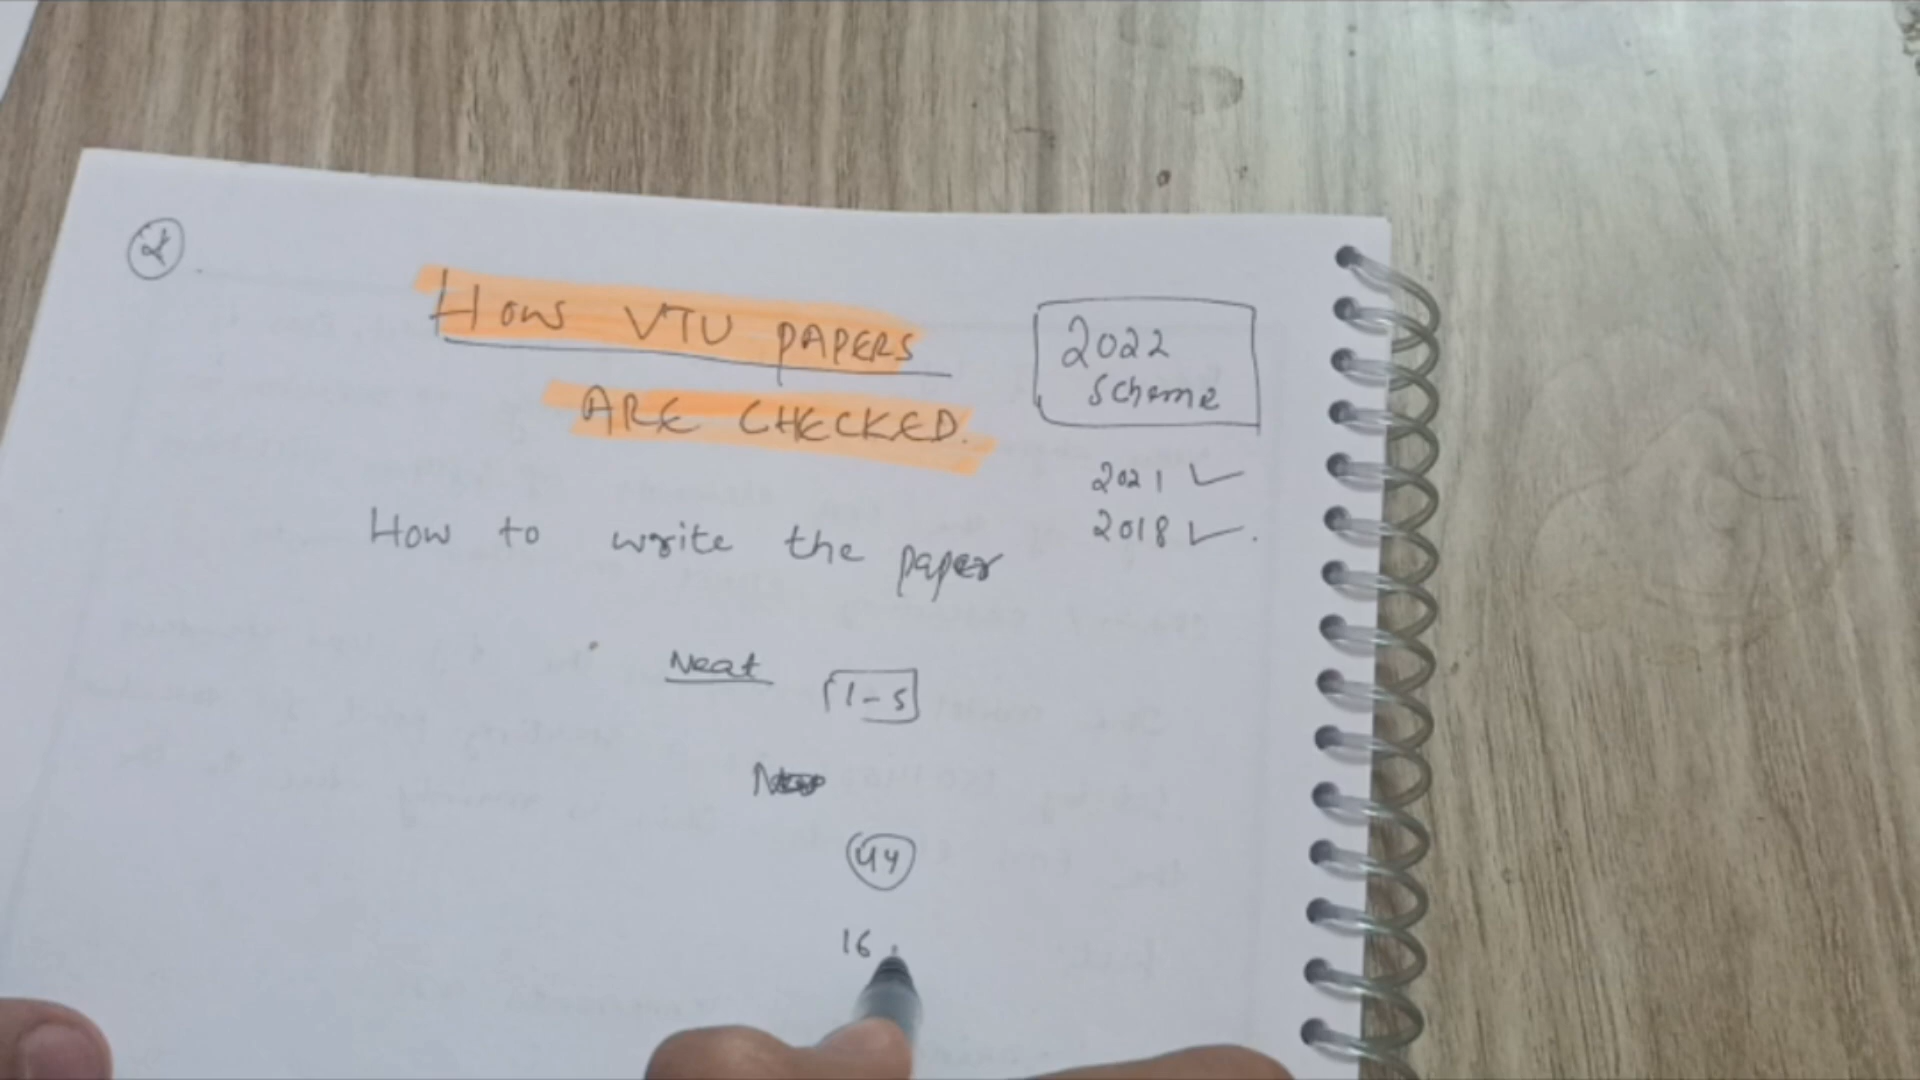 How VTU PAPERS
ARE CHECKED.
2022
Scheme
2021 ✓
2018 ✓.
How to write the paper
Neat 1-5
44
16